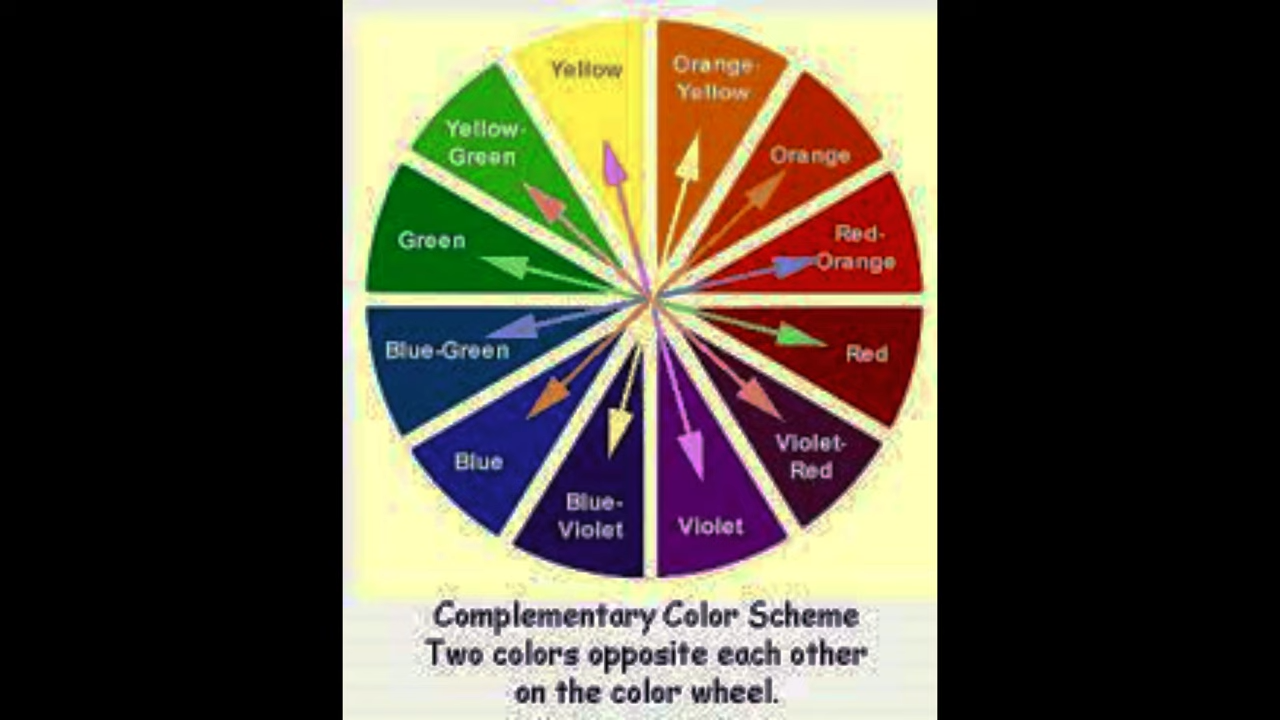 Yellow
Orange-
Yellow
Orange
Red-
Orange
Red
Violet-
Red
Violet
Blue-
Violet
Blue
Blue-Green
Green
Yellow-
Green
Complementary Color Scheme
Two colors opposite each other
on the color wheel.